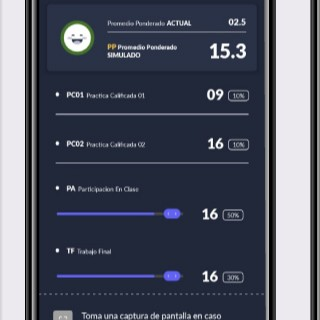 Promedio Ponderado ACTUAL 02.5
PP Promedio Ponderado
SIMULADO 15.3
• PC01 Practica Calificada 01 09 10%
• PC02 Practica Calificada 02 16 10%
• PA Participacion En Clase
16 50%
• TF Trabajo Final
16 30%
Toma una captura de pantalla en caso